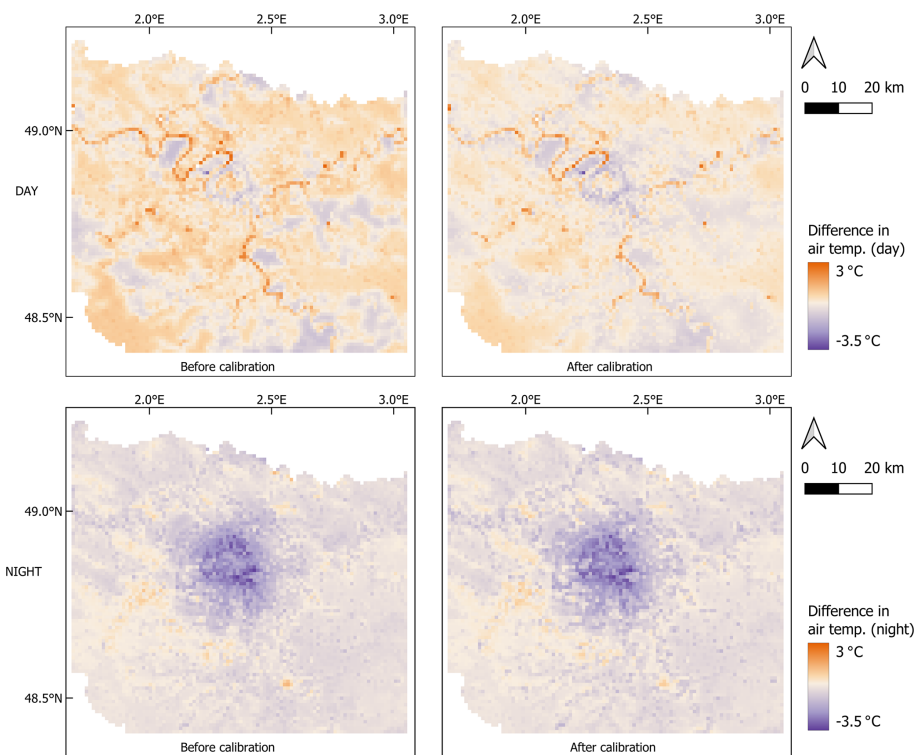 2.0°E 2.5°E 3.0°E 2.0°E 2.5°E 3.0°E
0 10 20 km
49.0°N
DAY
Difference in
air temp. (day)
3 °C
48.5°N
-3.5 °C
Before calibration After calibration
2.0°E 2.5°E 3.0°E 2.0°E 2.5°E 3.0°E
0 10 20 km
49.0°N
NIGHT
Difference in
air temp. (night)
3 °C
48.5°N
-3.5 °C
Before calibration After calibration